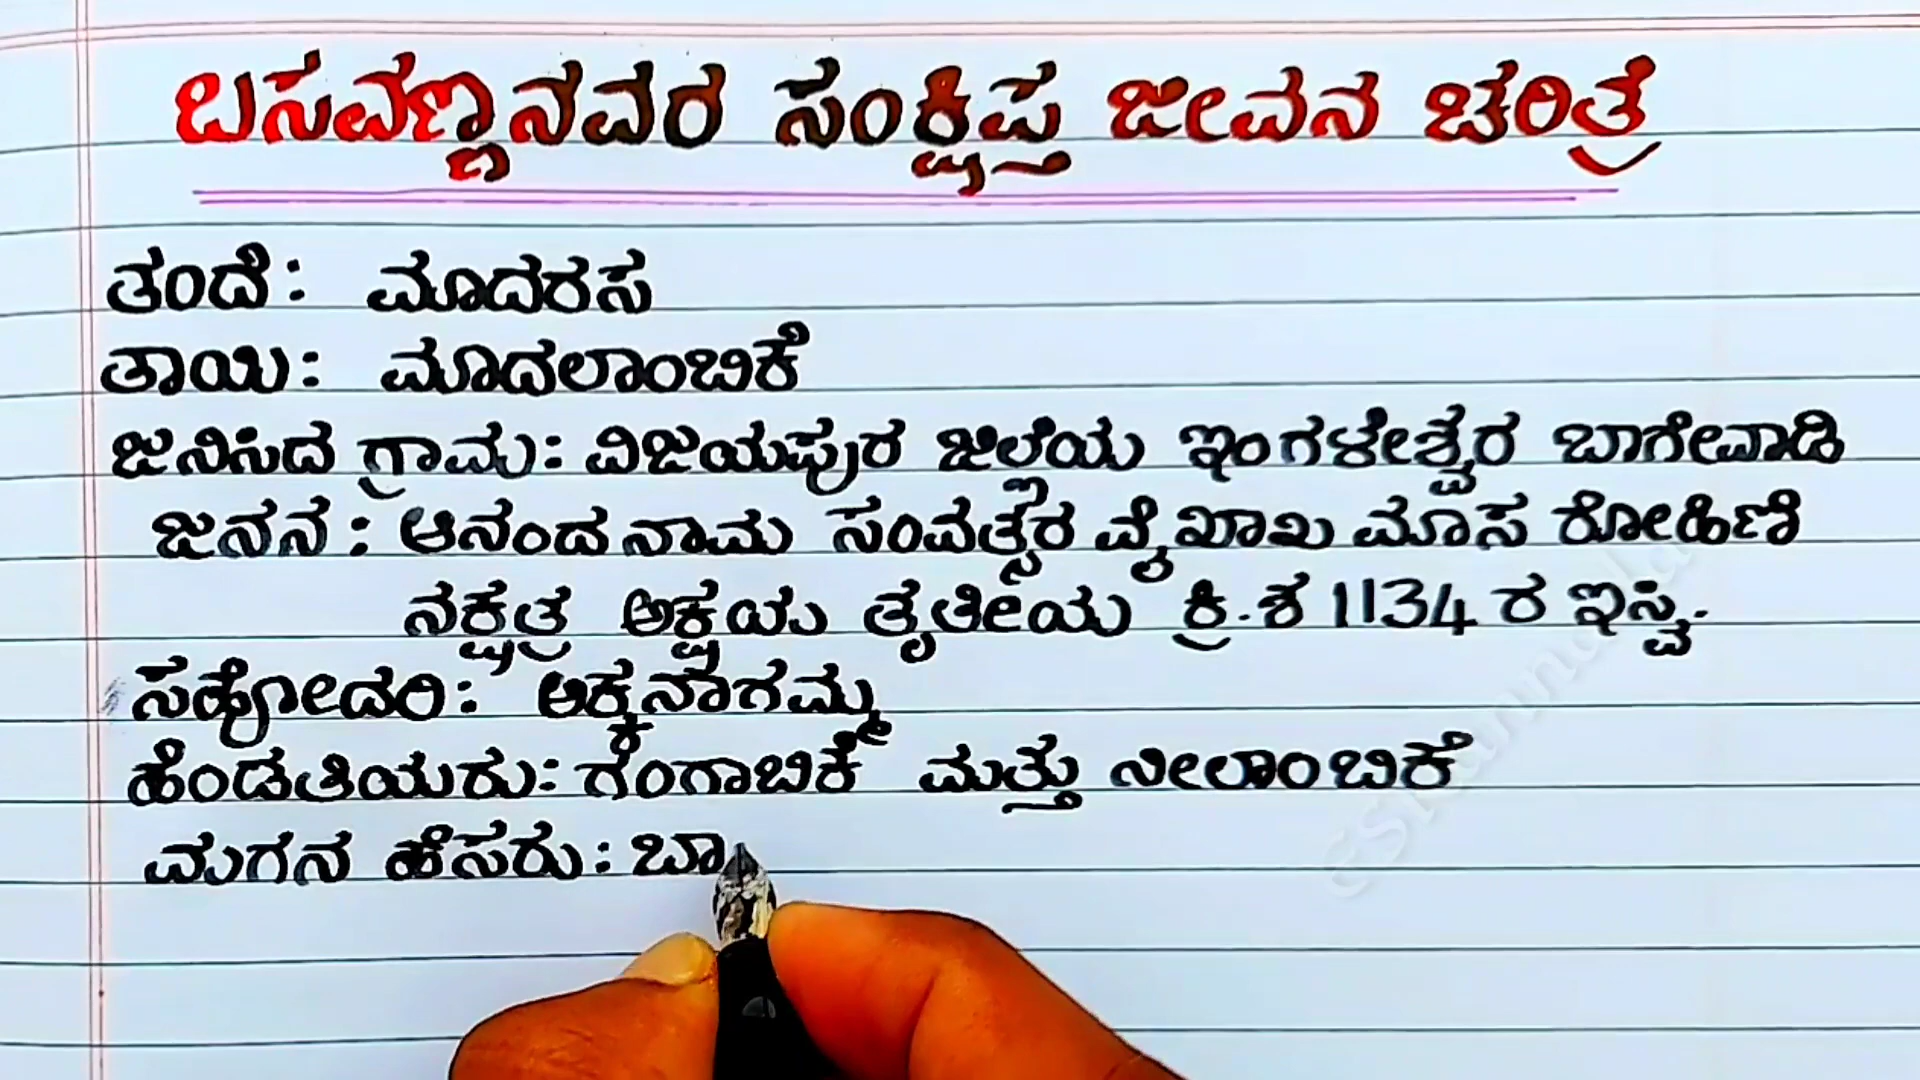 ಬಸವಣ್ಣನವರ ಸಂಕ್ಷಿಪ್ತ ಜೀವನ ಚರಿತ್ರೆ
ತಂದೆ: ಮಾದರಸ
ತಾಯಿ: ಮಾದಲಾಂಬಿಕೆ
ಜನಿಸಿದ ಗ್ರಾಮ: ವಿಜಯಪುರ ಜಿಲ್ಲೆಯ ಇಂಗಳೇಶ್ವರ ಬಾಗೇವಾಡಿ
ಜನನ: ಆನಂದನಾಮ ಸಂವತ್ಸರ ವೈಖಾಖ ಮಾಸ ರೋಹಿಣಿ
ನಕ್ಷತ್ರ ಅಕ್ಷಯ ತೃತೀಯ ಕ್ರಿ.ಶ 1134 ರ ಇಸ್ವಿ.
ಸಹೋದರಿ: ಅಕ್ಕನಾಗಮ್ಮ
ಹೆಂಡತಿಯರು: ಗಂಗಾಬಿಕೆ ಮತ್ತು ನೀಲಾಂಬಿಕೆ
ಮಗನ ಹೆಸರು: ಬಾ